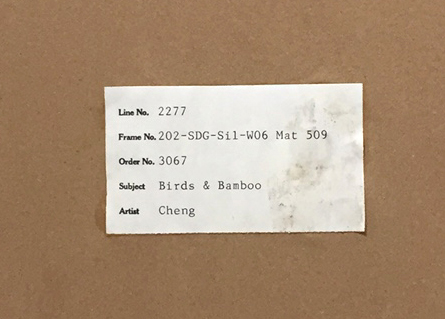 Line No. 2277
Frame No. 202-SDG-Sil-W06 Mat 509
Order No. 3067
Subject Birds & Bamboo
Artist Cheng